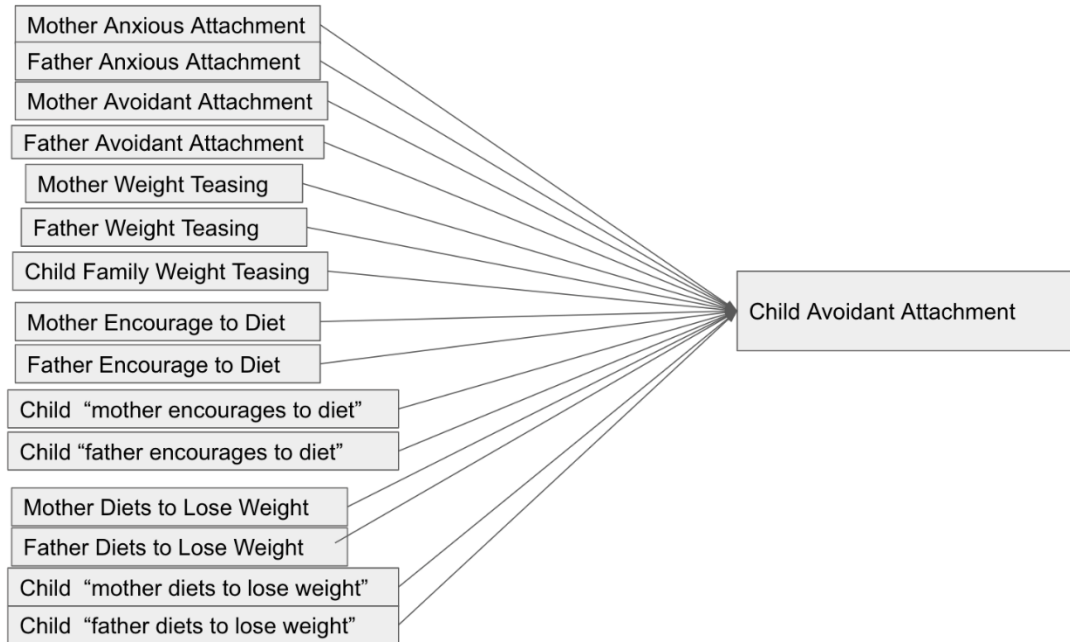 Mother Anxious Attachment
Father Anxious Attachment
Mother Avoidant Attachment
Father Avoidant Attachment
Mother Weight Teasing
Father Weight Teasing
Child Family Weight Teasing
Child Avoidant Attachment
Mother Encourage to Diet
Father Encourage to Diet
Child “mother encourages to diet”
Child “father encourages to diet”
Mother Diets to Lose Weight
Father Diets to Lose Weight
Child “mother diets to lose weight”
Child “father diets to lose weight”